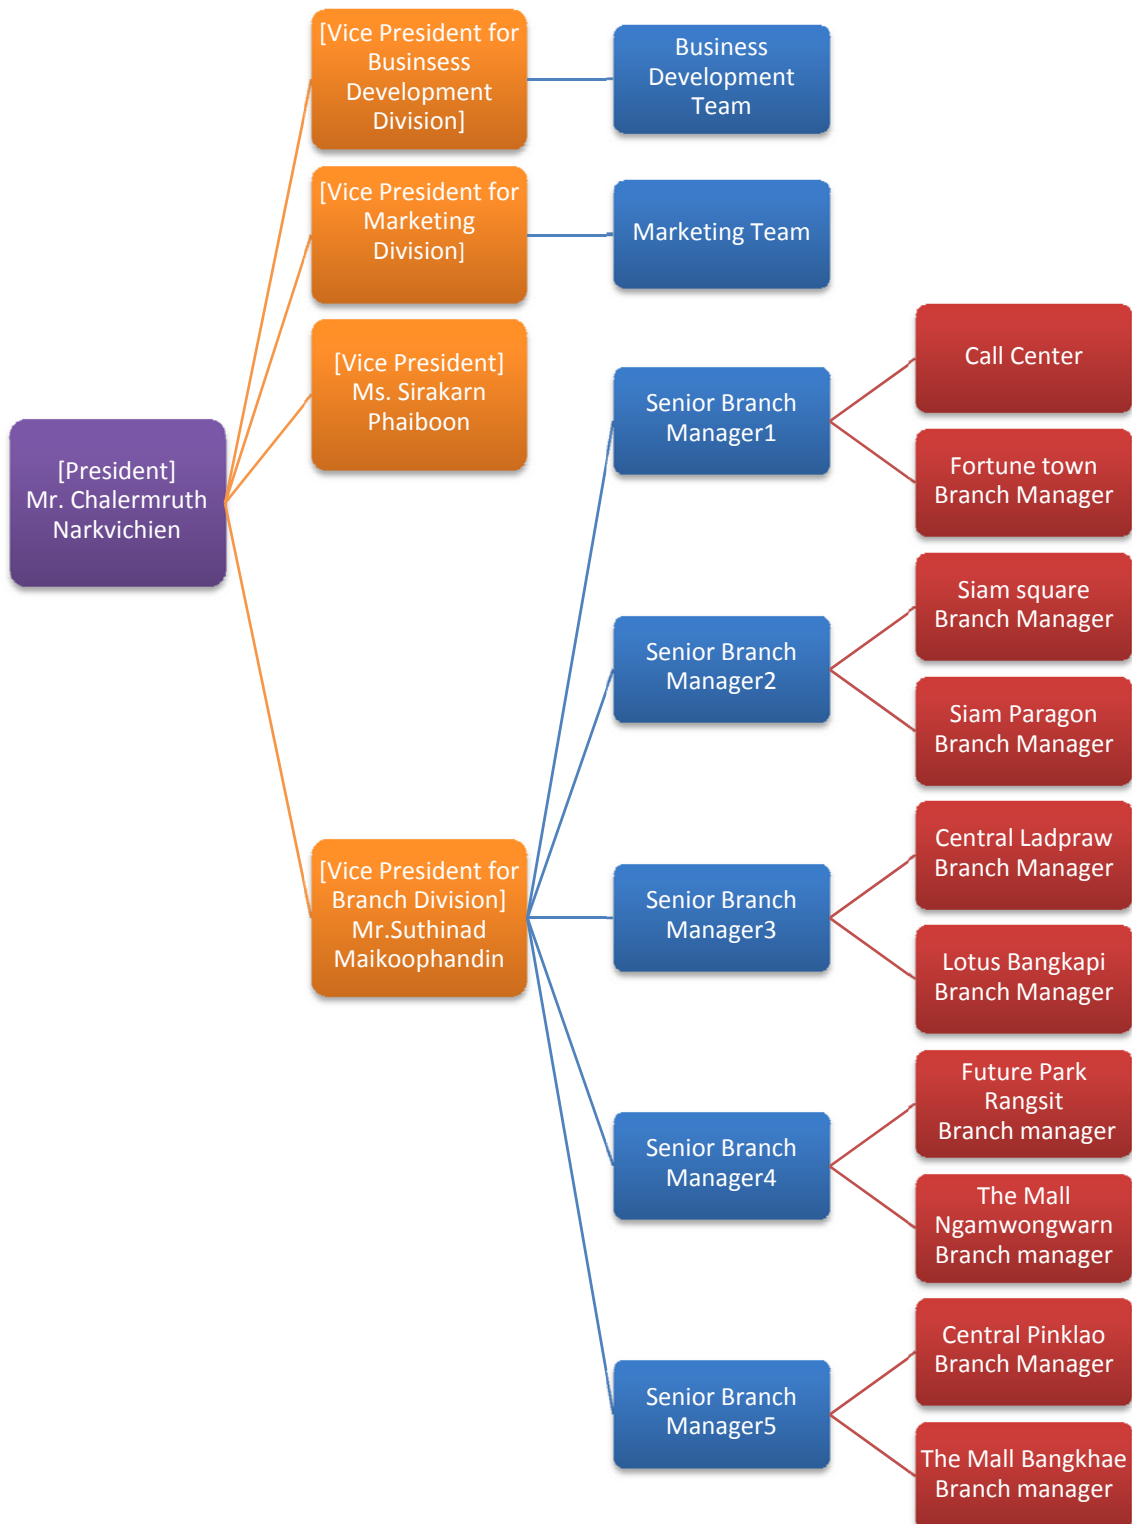 [President]
Mr. Chalermruth
Narkvichien
[Vice President for
Businsess
Development
Division]
Business
Development
Team
[Vice President for
Marketing
Division]
Marketing Team
[Vice President]
Ms. Sirakarn
Phaiboon
[Vice President for
Branch Division]
Mr.Suthinad
Maikoophandin
Senior Branch
Manager1
Call Center
Fortune town
Branch Manager
Senior Branch
Manager2
Siam square
Branch Manager
Siam Paragon
Branch Manager
Senior Branch
Manager3
Central Ladpraw
Branch Manager
Lotus Bangkapi
Branch Manager
Senior Branch
Manager4
Future Park
Rangsit
Branch manager
The Mall
Ngamwongwarn
Branch manager
Senior Branch
Manager5
Central Pinklao
Branch Manager
The Mall Bangkhae
Branch manager